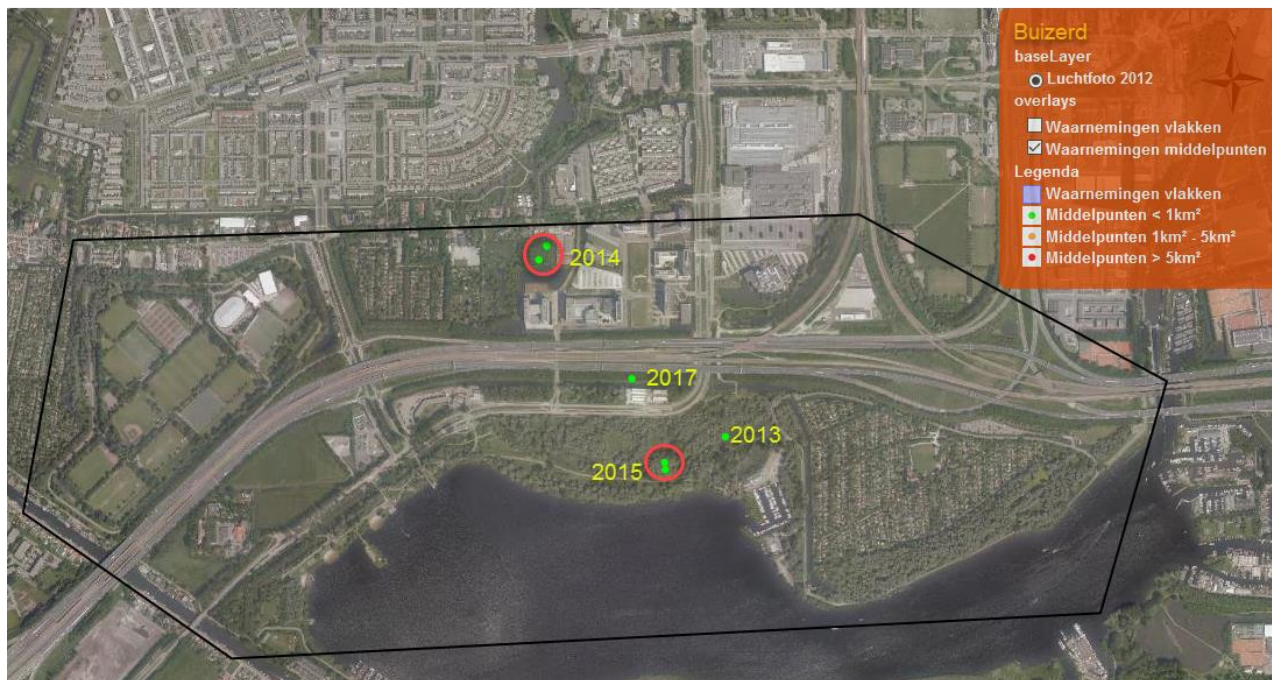 Buizerd
baseLayer
Luchtfoto 2012
overlays
Waarnemingen vlakken
Waarnemingen middelpunten
Legenda
Waarnemingen vlakken
Middelpunten < 1km²
Middelpunten 1km² - 5km²
Middelpunten > 5km²
2014
2017
2013
2015